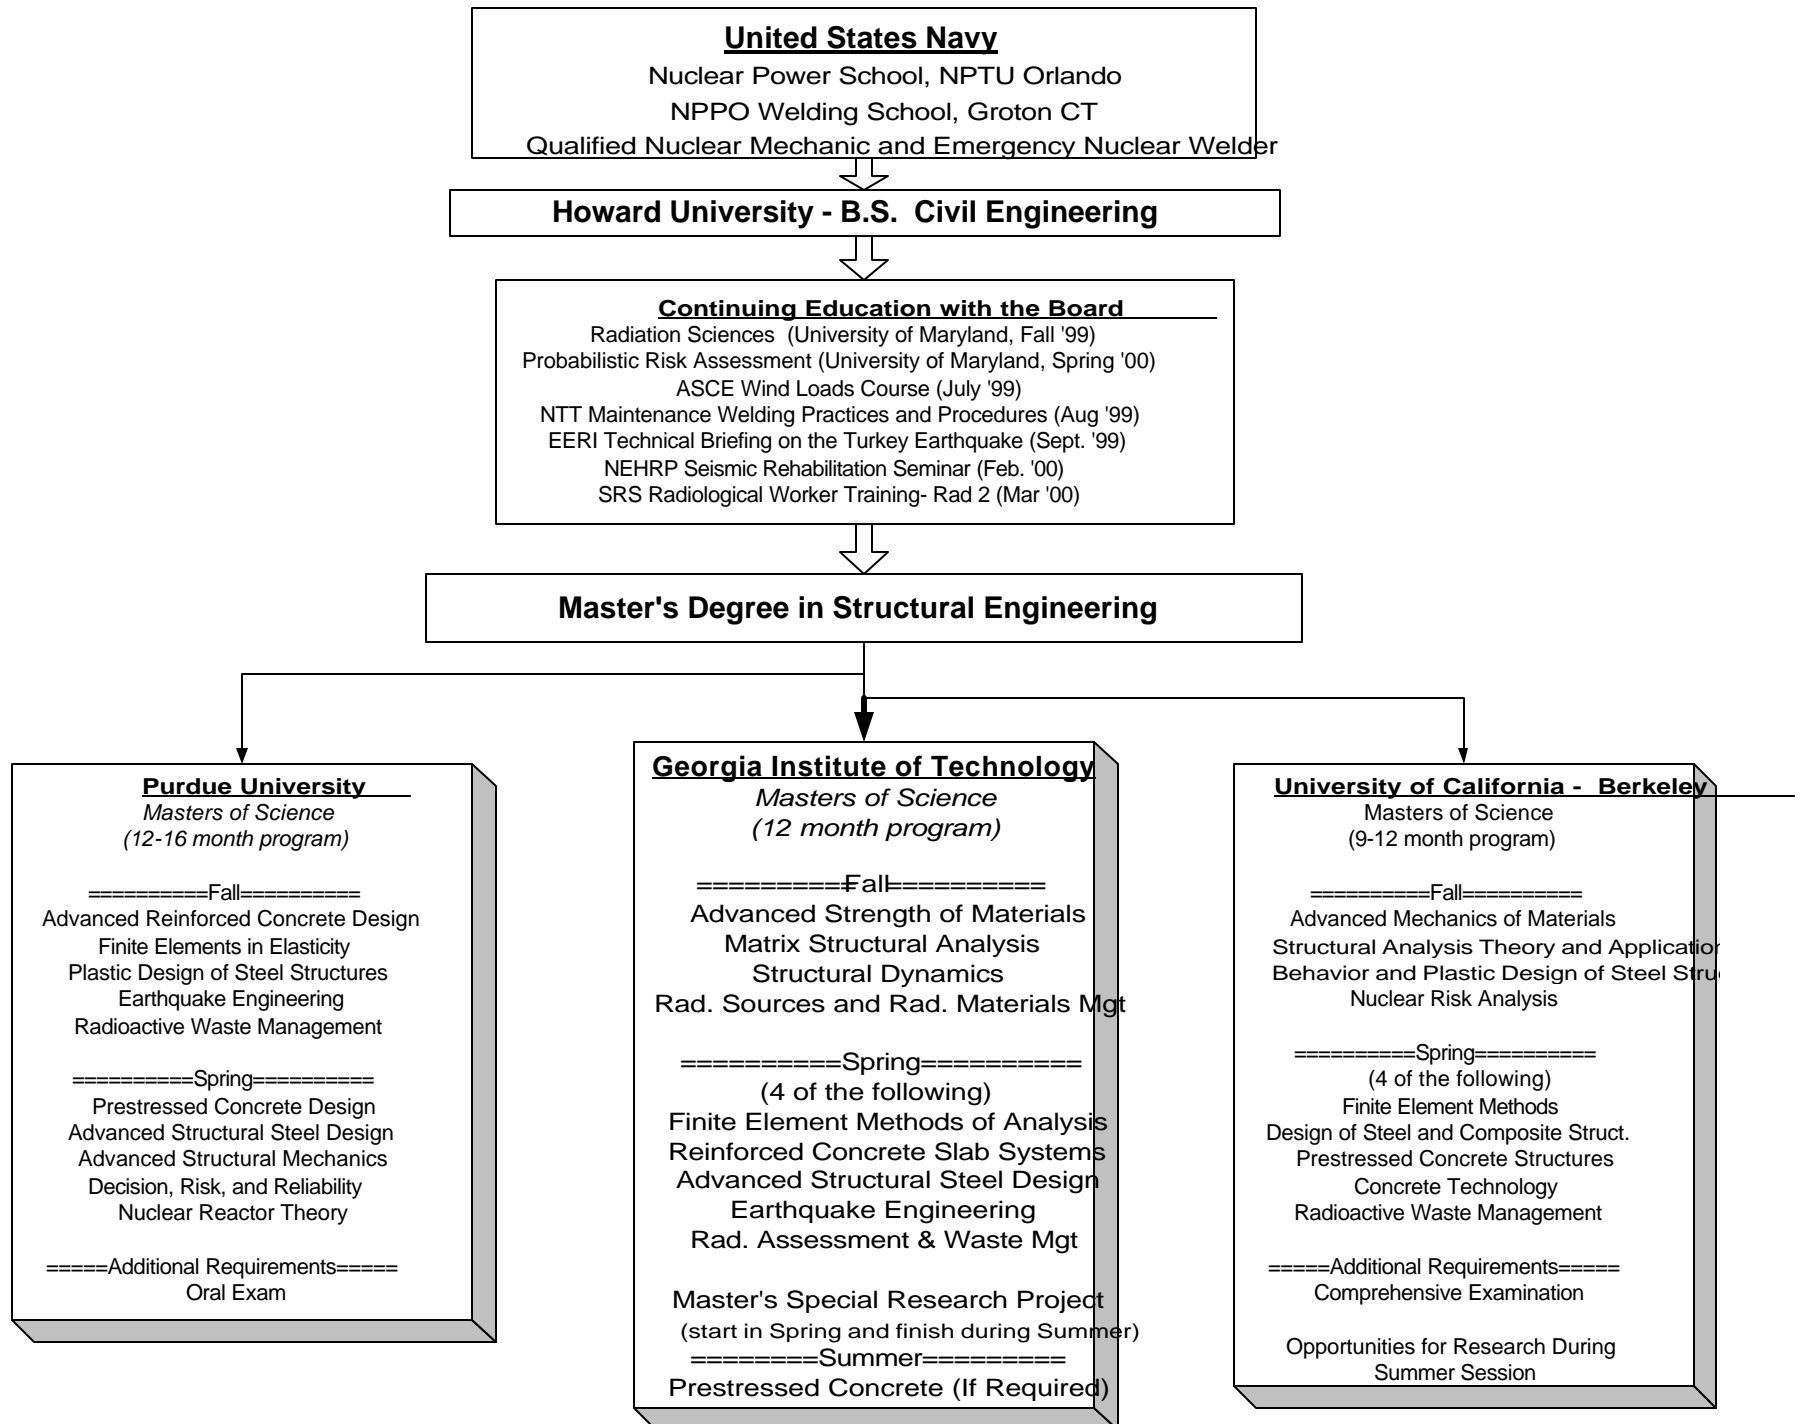 United States Navy
Nuclear Power School, NPTU Orlando
NPPO Welding School, Groton CT
Qualified Nuclear Mechanic and Emergency Nuclear Welder
Howard University - B.S.  Civil Engineering
Continuing Education with the Board
Radiation Sciences  (University of Maryland, Fall '99)
Probabilistic Risk Assessment (University of Maryland, Spring '00)
ASCE Wind Loads Course (July '99)
NTT Maintenance Welding Practices and Procedures (Aug '99)
EERI Technical Briefing on the Turkey Earthquake (Sept. '99)
NEHRP Seismic Rehabilitation Seminar (Feb. '00)
SRS Radiological Worker Training- Rad 2 (Mar '00)
Master's Degree in Structural Engineering
Purdue University
Masters of Science
(12-16 month program)
==========Fall==========
Advanced Reinforced Concrete Design
Finite Elements in Elasticity
Plastic Design of Steel Structures
Earthquake Engineering
Radioactive Waste Management
==========Spring==========
Prestressed Concrete Design
Advanced Structural Steel Design
Advanced Structural Mechanics
Decision, Risk, and Reliability
Nuclear Reactor Theory
=====Additional Requirements=====
Oral Exam
Georgia Institute of Technology
Masters of Science
(12 month program)
==========Fall==========
Advanced Strength of Materials
Matrix Structural Analysis
Structural Dynamics
Rad. Sources and Rad. Materials Mgt
==========Spring==========
(4 of the following)
Finite Element Methods of Analysis
Reinforced Concrete Slab Systems
Advanced Structural Steel Design
Earthquake Engineering
Rad. Assessment & Waste Mgt
Master's Special Research Project
(start in Spring and finish during Summer)
========Summer=========
Prestressed Concrete (If Required)
University of California -  Berkeley
Masters of Science
(9-12 month program)
==========Fall==========
Advanced Mechanics of Materials
Structural Analysis Theory and Application
Behavior and Plastic Design of Steel Stru
Nuclear Risk Analysis
==========Spring==========
(4 of the following)
Finite Element Methods
Design of Steel and Composite Struct.
Prestressed Concrete Structures
Concrete Technology
Radioactive Waste Management
=====Additional Requirements=====
Comprehensive Examination
Opportunities for Research During
Summer Session